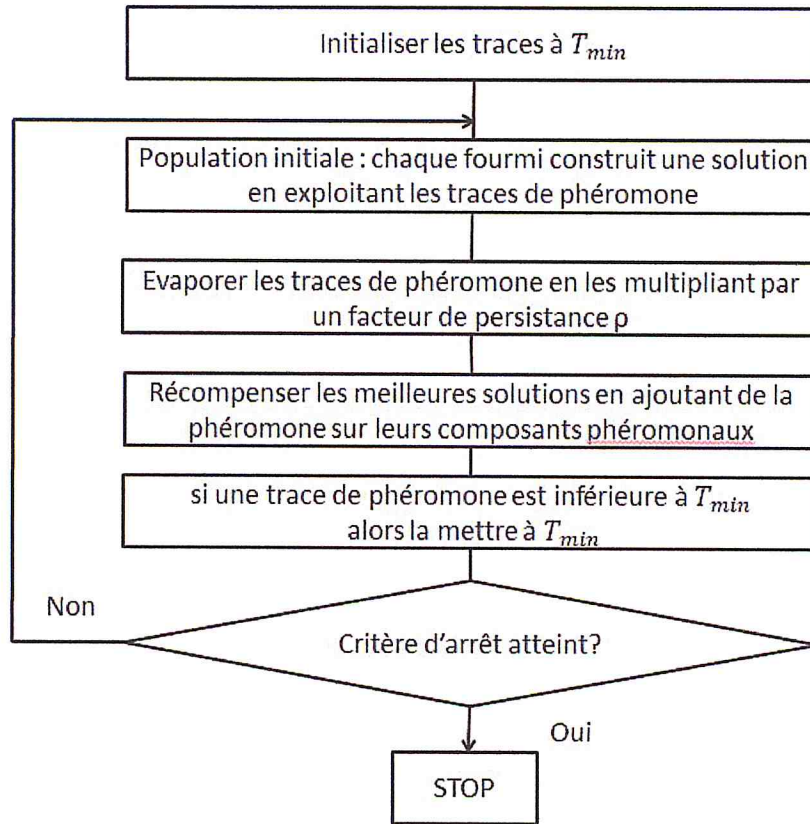 Initialiser les traces à T_min
Population initiale : chaque fourmi construit une solution
en exploitant les traces de phéromone
Evaporer les traces de phéromone en les multipliant par
un facteur de persistance ρ
Récompenser les meilleures solutions en ajoutant de la
phéromone sur leurs composants phéromonaux
si une trace de phéromone est inférieure à T_min
alors la mettre à T_min
Non
Critère d'arrêt atteint?
Oui
STOP